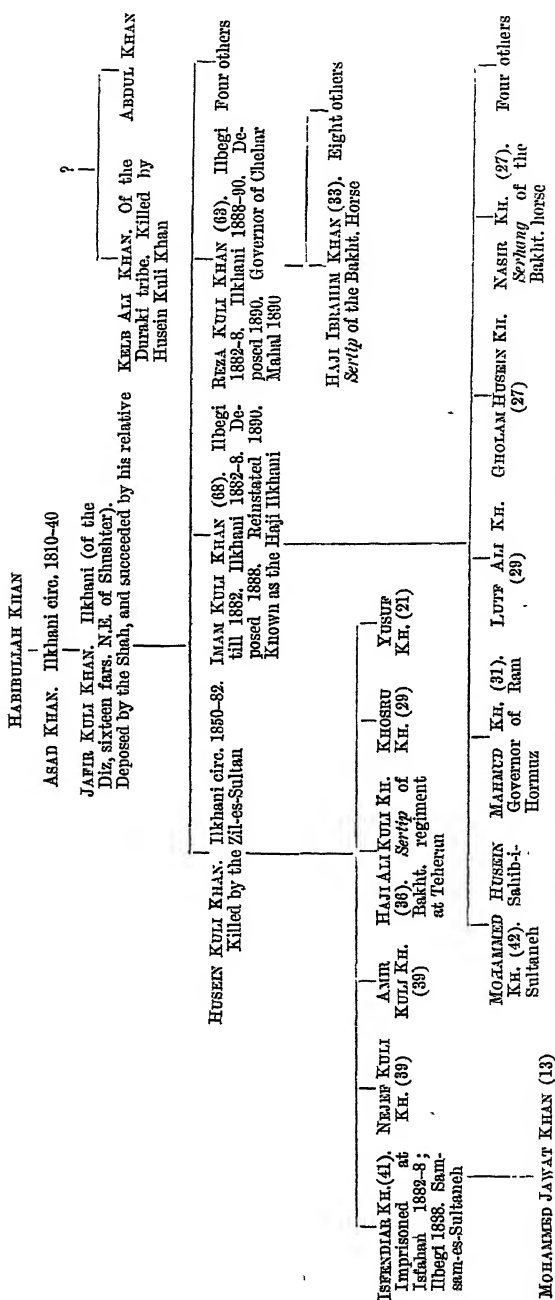 HABIBULLAH KHAN
ASAD KHAN. Ilkhani circ. 1810-40
JAFIR KULI KHAN. Ilkhani (of the
Diz, sixteen fars. N.E. of Shushter).
Deposed by the Shah, and succeeded by his relative
?
KELB ALI KHAN. Of the
Duraki tribe. Killed by
Husein Kuli Khan
ABDUL KHAN
HUSEIN KULI KHAN. Ilkhani circ. 1850-82.
Killed by the Zil-es-Sultan
IMAM KULI KHAN (68). Ilbegi
till 1882. Ilkhani 1882-8. De-
posed 1888. Reinstated 1890.
Known as the Haji Ilkhani
REZA KULI KHAN (63). Ilbegi
1882-8. Ilkhani 1888-90. De-
posed 1890. Governor of Chehar
Mahal 1890
Four others
HAJI IBRAHIM KHAN (33).
Sertip of the Bakht. Horse
Eight others
ISFENDIAR KH. (41).
Imprisoned at
Isfahan 1882-8;
Ilbegi 1888. Sam-
sam-es-Sultaneh
NEJEF KULI
KH. (39)
AMIR
KULI KH.
(39)
HAJI ALI KULI KH.
(36). Sertip of
Bakht. regiment
at Teheran
KHOSRU
KH. (29)
YUSUF
KH. (21)
MOHAMMED HUSEIN
KH. (42). Sahib-i-
Sultaneh
MAHMUD KH. (31).
Governor of Ram
Hormuz
LUTF ALI KH.
(29)
GHOLAM HUSEIN KH.
(27)
NASIR KH. (27).
Serhang of the
Bakht. horse
Four others
MOHAMMED JAWAT KHAN (13)